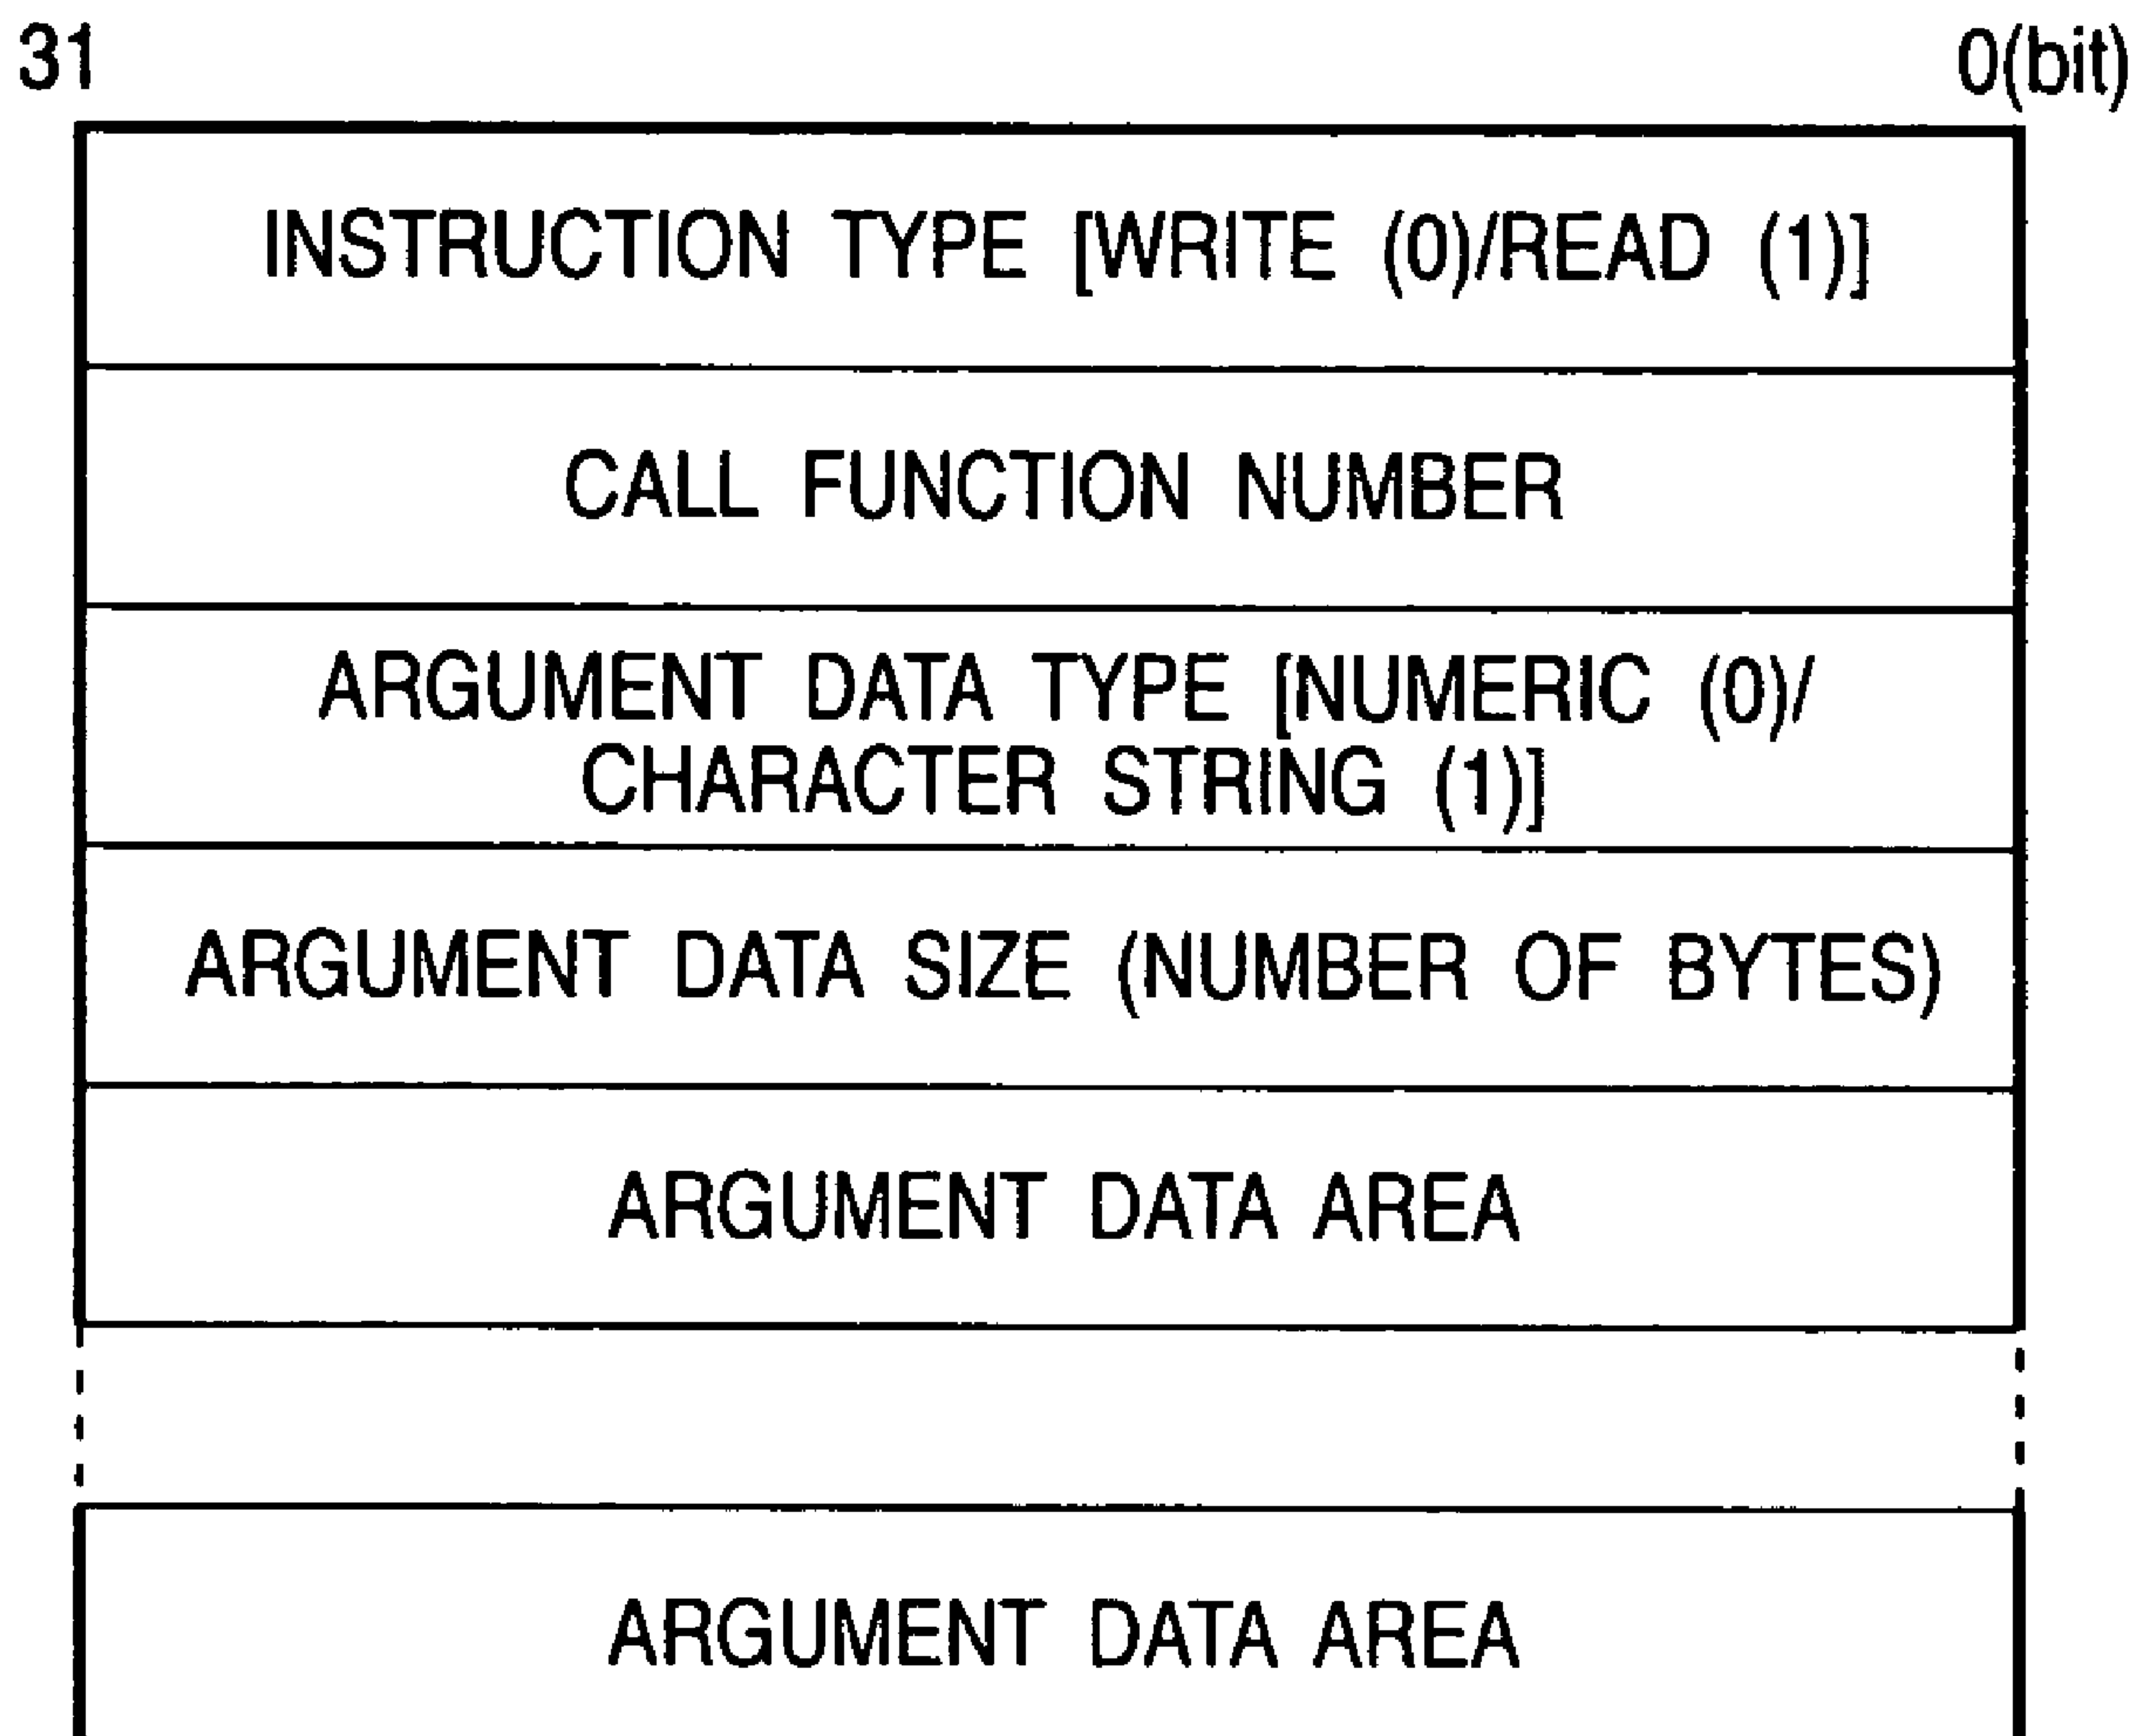 31 0(bit)
INSTRUCTION TYPE [WRITE (0)/READ (1)]
CALL FUNCTION NUMBER
ARGUMENT DATA TYPE [NUMERIC (0)/
CHARACTER STRING (1)]
ARGUMENT DATA SIZE (NUMBER OF BYTES)
ARGUMENT DATA AREA
ARGUMENT DATA AREA